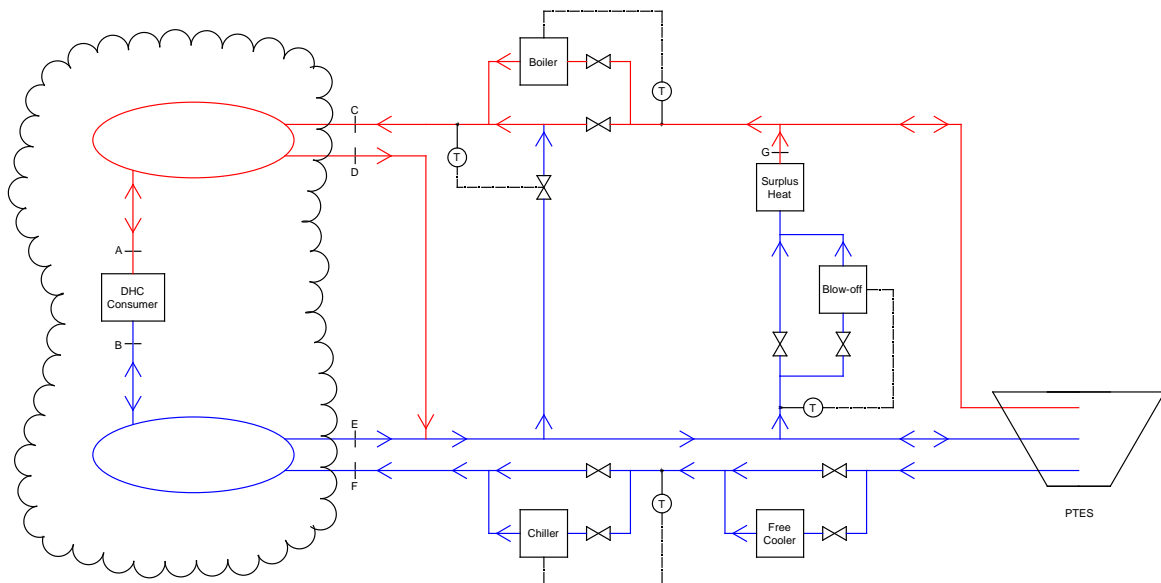 Boiler
T
C
T
D
G
Surplus
Heat
A
DHC
Consumer
Blow-off
B
T
E
F
T
Chiller
Free
Cooler
PTES